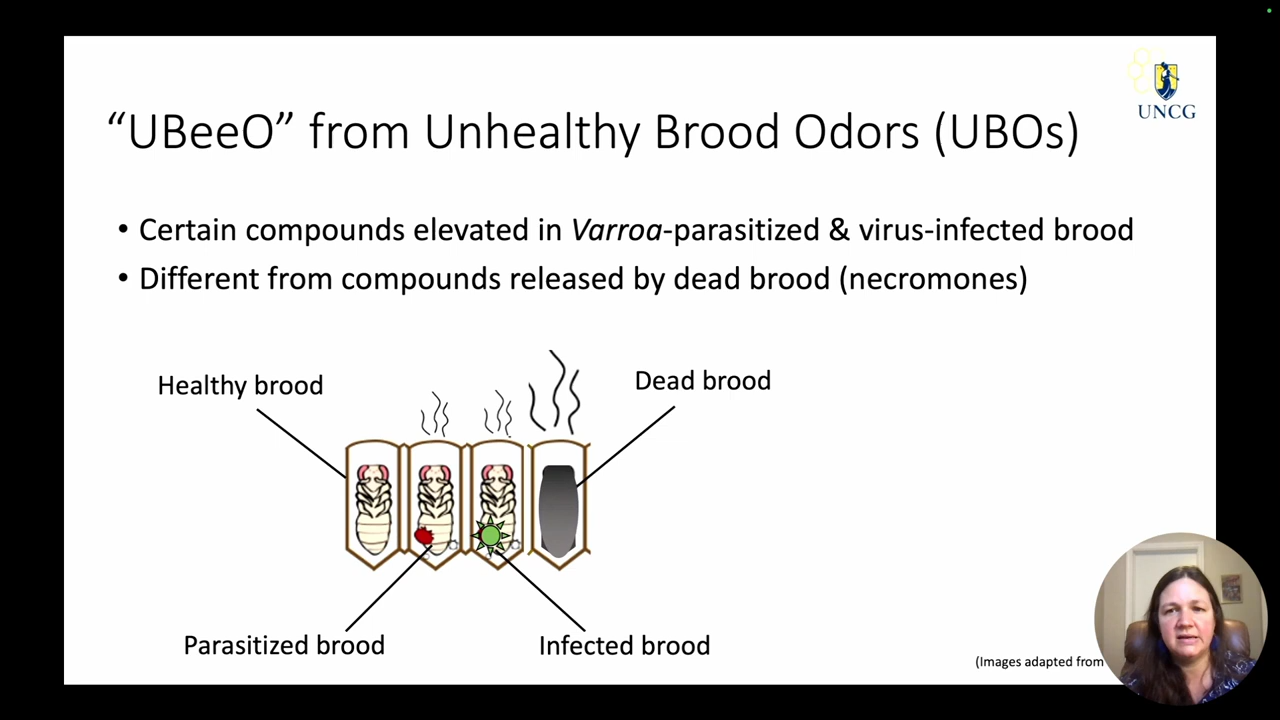 UNCG
“UBeeO” from Unhealthy Brood Odors (UBOs)
• Certain compounds elevated in Varroa-parasitized & virus-infected brood
• Different from compounds released by dead brood (necromones)
Healthy brood
Dead brood
Parasitized brood
Infected brood
(Images adapted from